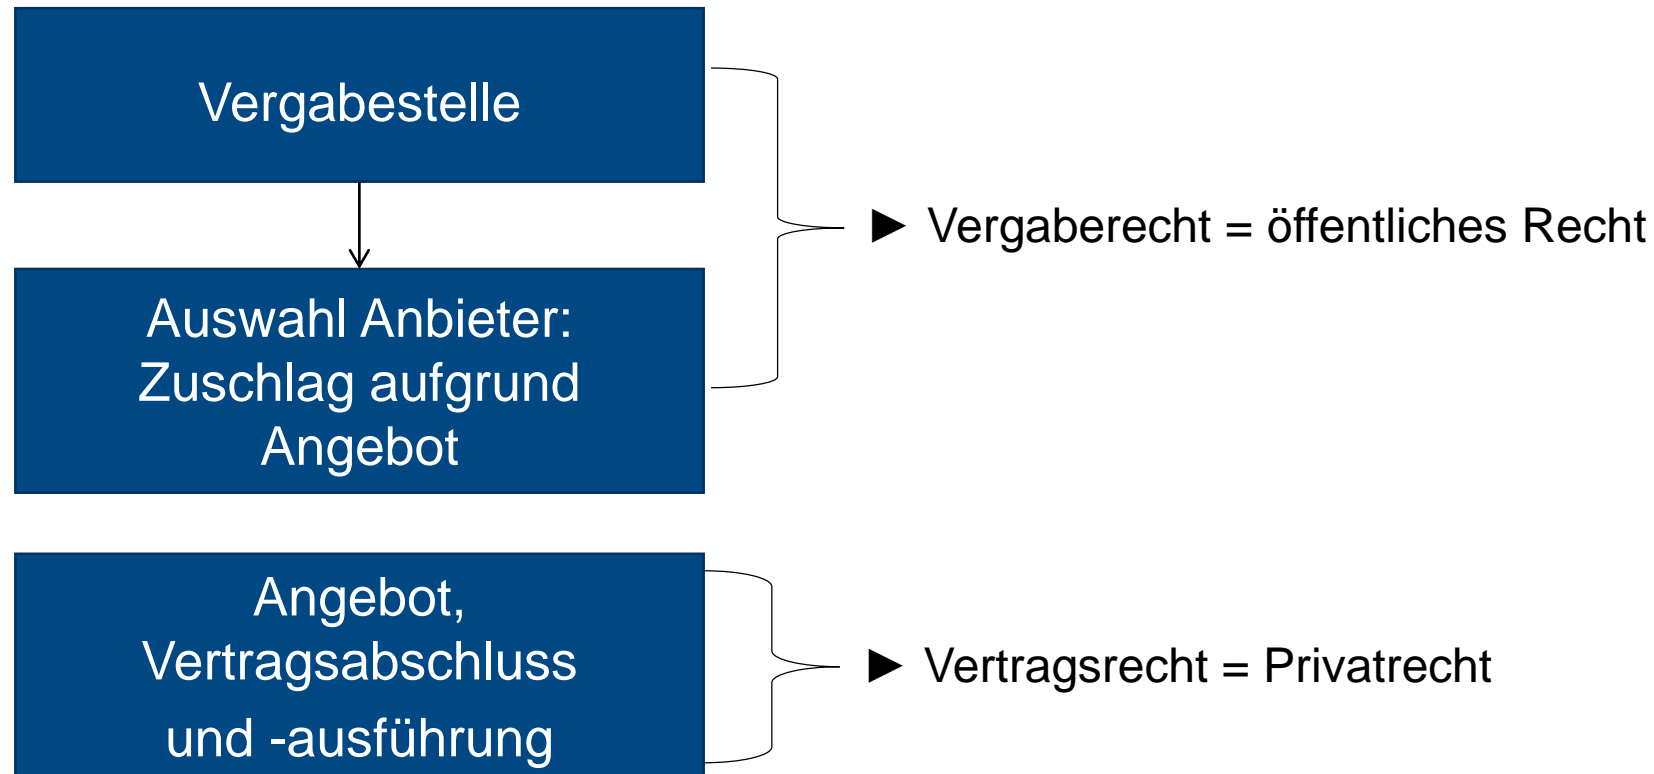 Vergabestelle
► Vergaberecht = öffentliches Recht
Auswahl Anbieter:
Zuschlag aufgrund
Angebot
Angebot,
Vertragsabschluss
und -ausführung
► Vertragsrecht = Privatrecht